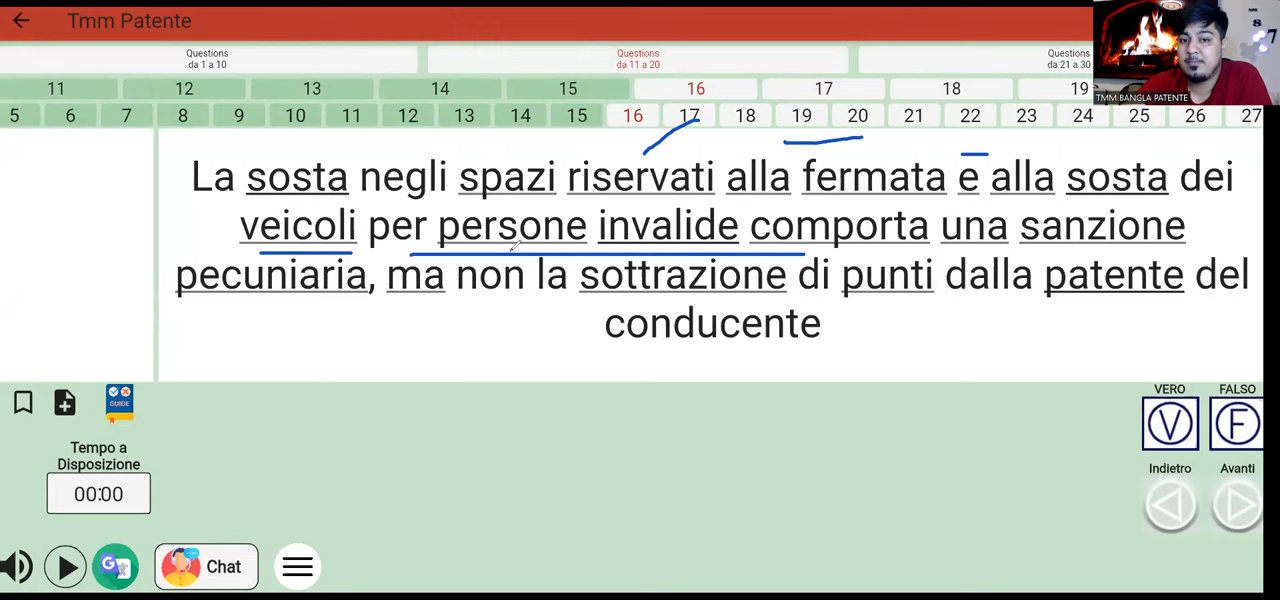 Tmm Patente
Questions
da 1 a 10
Questions
da 11 a 20
Questions
da 21 a 30
11 12 13 14 15 16 17 18 19
5 6 7 8 9 10 11 12 13 14 15 16 17 18 19 20 21 22 23 24 25 26 27
TMM BANGLA PATENTE
La sosta negli spazi riservati alla fermata e alla sosta dei
veicoli per persone invalide comporta una sanzione
pecuniaria, ma non la sottrazione di punti dalla patente del
conducente
GUIDE
VERO FALSO
V F
Tempo a
Disposizione
00:00
Indietro Avanti
Chat